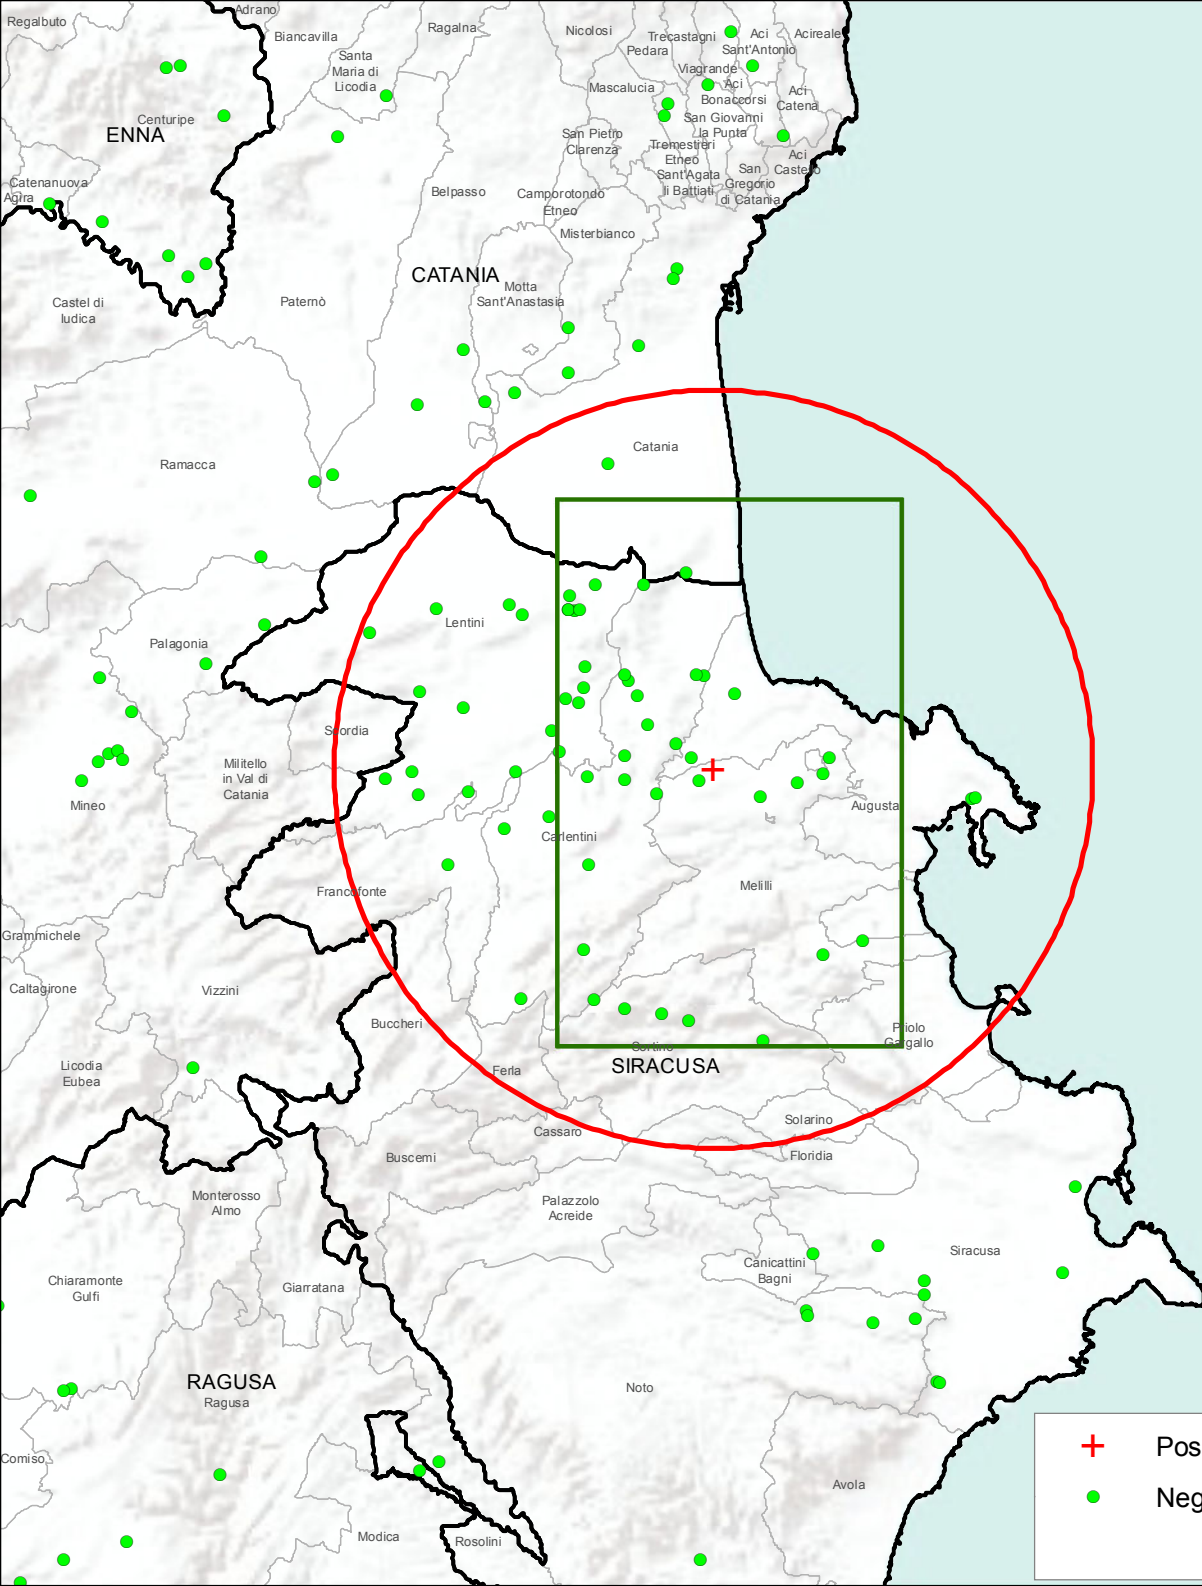 Adrano
Regalbuto
Biancavilla
Ragalna
Nicolosi
Trecastagni
Aci
Sant'Antonio
Acireale
Pedara
Santa
Maria di
Licodia
Viagrande
Mascalucia
Aci
Bonaccorsi
Aci
Catena
Centuripe
ENNA
San Pietro
Clarenza
San Giovanni
la Punta
Tremestieri
Etneo
Sant'Agata
li Battiati
Aci
Castello
San
Gregorio
di Catania
Catenanuova
Agira
Belpasso
Camporotondo
Etneo
Misterbianco
CATANIA
Motta
Sant'Anastasia
Castel di
Iudica
Paternò
Catania
Ramacca
Lentini
Palagonia
Scordia
Militello
in Val di
Catania
Mineo
Augusta
Carlentini
Melilli
Francofonte
Grammichele
Caltagirone
Vizzini
Buccheri
Priolo
Gargallo
Sortino
SIRACUSA
Licodia
Eubea
Ferla
Solarino
Cassaro
Floridia
Buscemi
Monterosso
Almo
Palazzolo
Acreide
Siracusa
Canicattini
Bagni
Chiaramonte
Gulfi
Giarratana
RAGUSA
Ragusa
Noto
Pos
Comiso
Avola
Neg
Modica
Rosolini